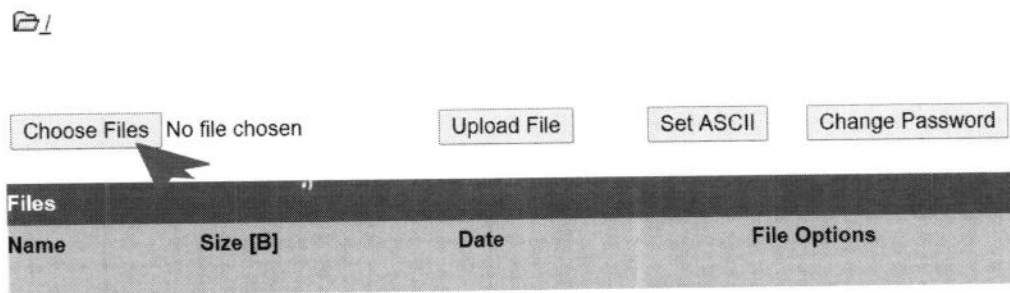 /
Choose Files No file chosen Upload File Set ASCII Change Password
Files
Name Size [B] Date File Options